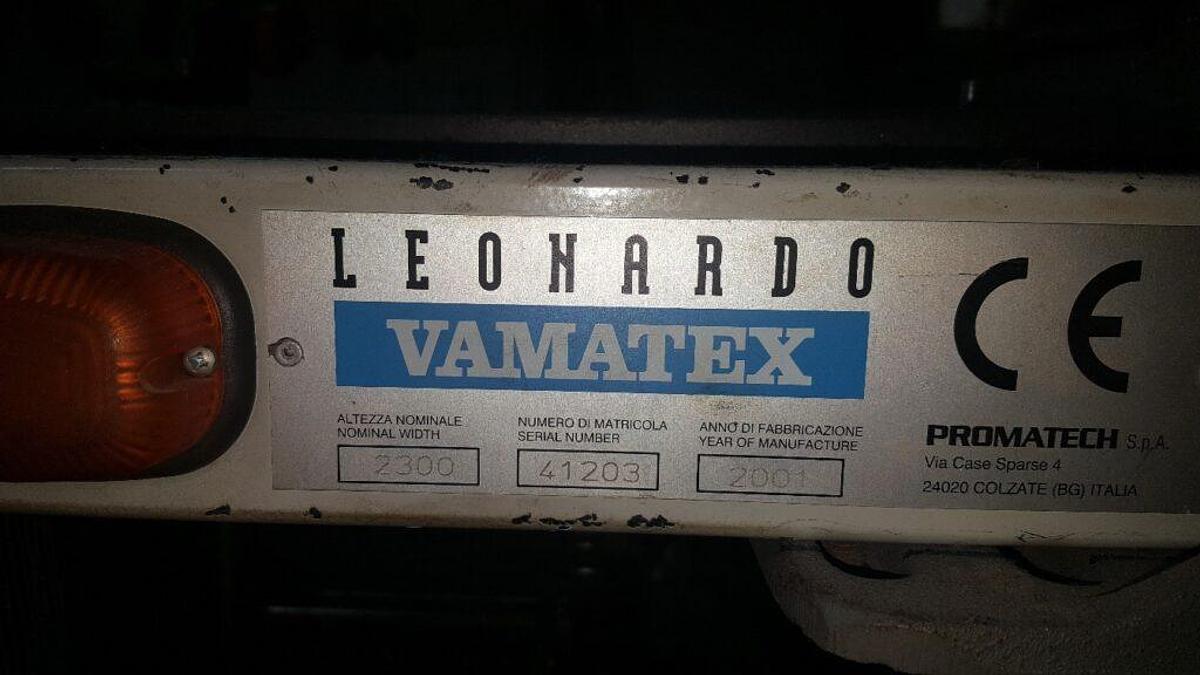 LEONARDO
VAMATEX
CE
ALTEZZA NOMINALE
NOMINAL WIDTH
2300
NUMERO DI MATRICOLA
SERIAL NUMBER
41203
ANNO DI FABBRICAZIONE
YEAR OF MANUFACTURE
2001
PROMATECH S.p.A.
Via Case Sparse 4
24020 COLZATE (BG) ITALIA